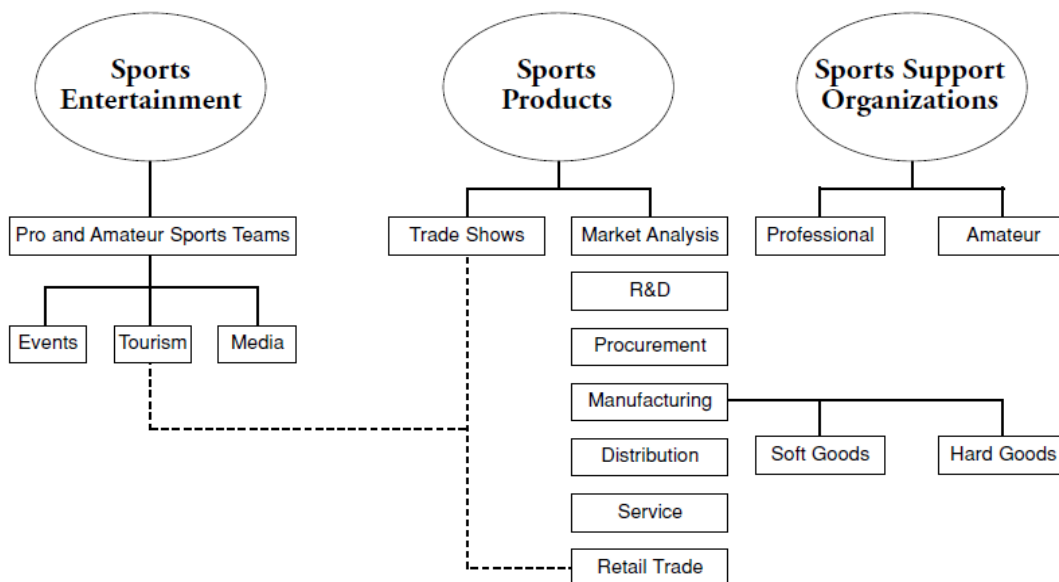 Sports
Entertainment
Sports
Products
Sports Support
Organizations
Pro and Amateur Sports Teams
Trade Shows
Market Analysis
Professional
Amateur
R&D
Events
Tourism
Media
Procurement
Manufacturing
Distribution
Soft Goods
Hard Goods
Service
Retail Trade